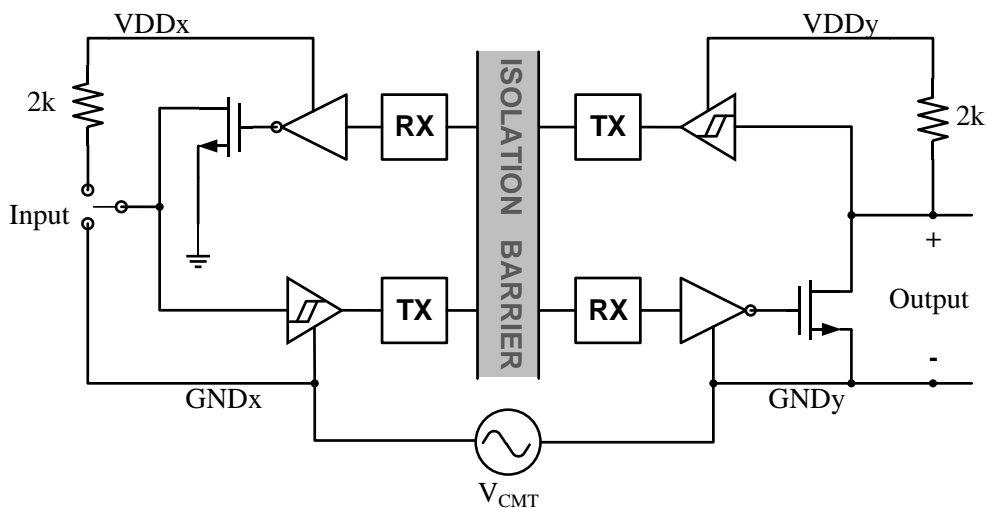 VDDx
VDDy
2k
RX
TX
2k
ISOLATION BARRIER
Input
+
TX
RX
Output
-
GNDx
GNDy
VCMT